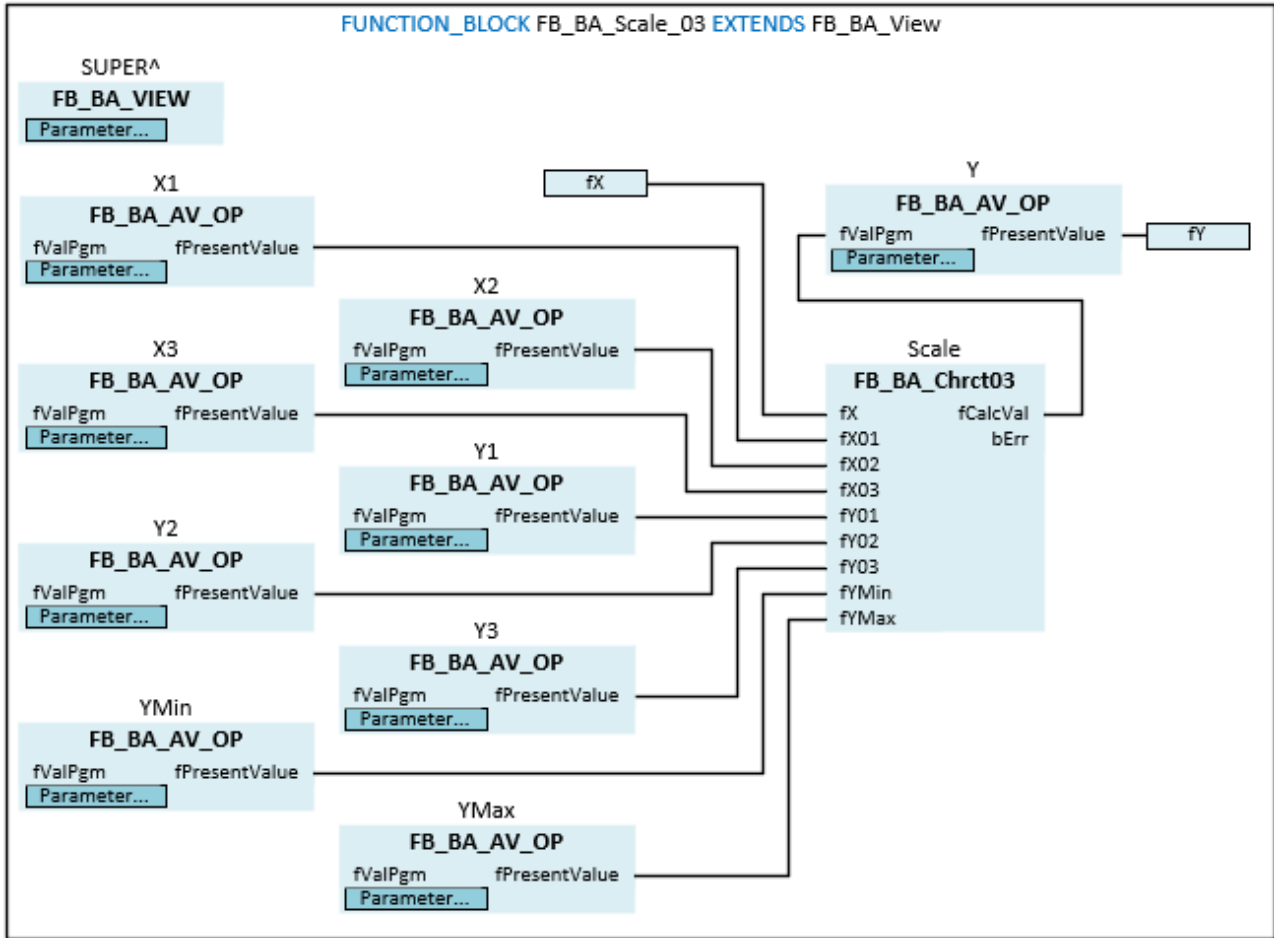 FUNCTION_BLOCK FB_BA_Scale_03 EXTENDS FB_BA_View
SUPER^
FB_BA_VIEW
Parameter...
X1
FB_BA_AV_OP
fValPgm fPresentValue
Parameter...
fX
Y
FB_BA_AV_OP
fValPgm fPresentValue
Parameter...
fY
X2
FB_BA_AV_OP
fValPgm fPresentValue
Parameter...
X3
FB_BA_AV_OP
fValPgm fPresentValue
Parameter...
Scale
FB_BA_Chrct03
fX fCalcVal
fX01 bErr
fX02
fX03
fY01
fY02
fY03
fYMin
fYMax
Y1
FB_BA_AV_OP
fValPgm fPresentValue
Parameter...
Y2
FB_BA_AV_OP
fValPgm fPresentValue
Parameter...
Y3
FB_BA_AV_OP
fValPgm fPresentValue
Parameter...
YMin
FB_BA_AV_OP
fValPgm fPresentValue
Parameter...
YMax
FB_BA_AV_OP
fValPgm fPresentValue
Parameter...